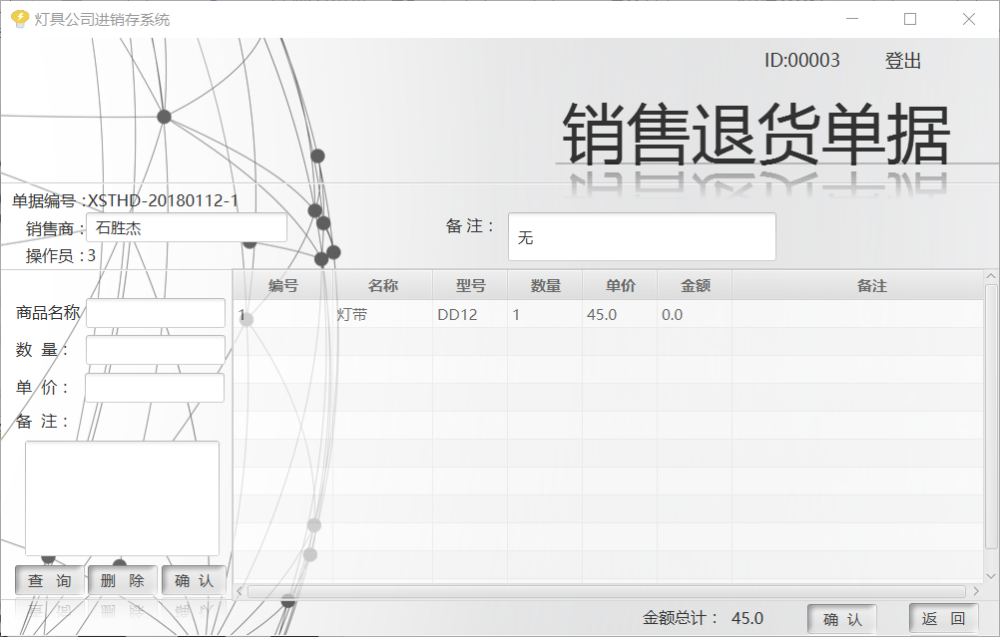 灯具公司进销存系统
ID:00003 登出
销售退货单据
单据编号 :XSTHD-20180112-1
销售商 : 石胜杰
备 注 : 无
操作员 : 3
编号 名称 型号 数量 单价 金额 备注
1 灯带 DD12 1 45.0 0.0
商品名称
数 量 :
单 价 :
备 注 :
查 询 删 除 确 认
金额总计 : 45.0 确 认 返 回